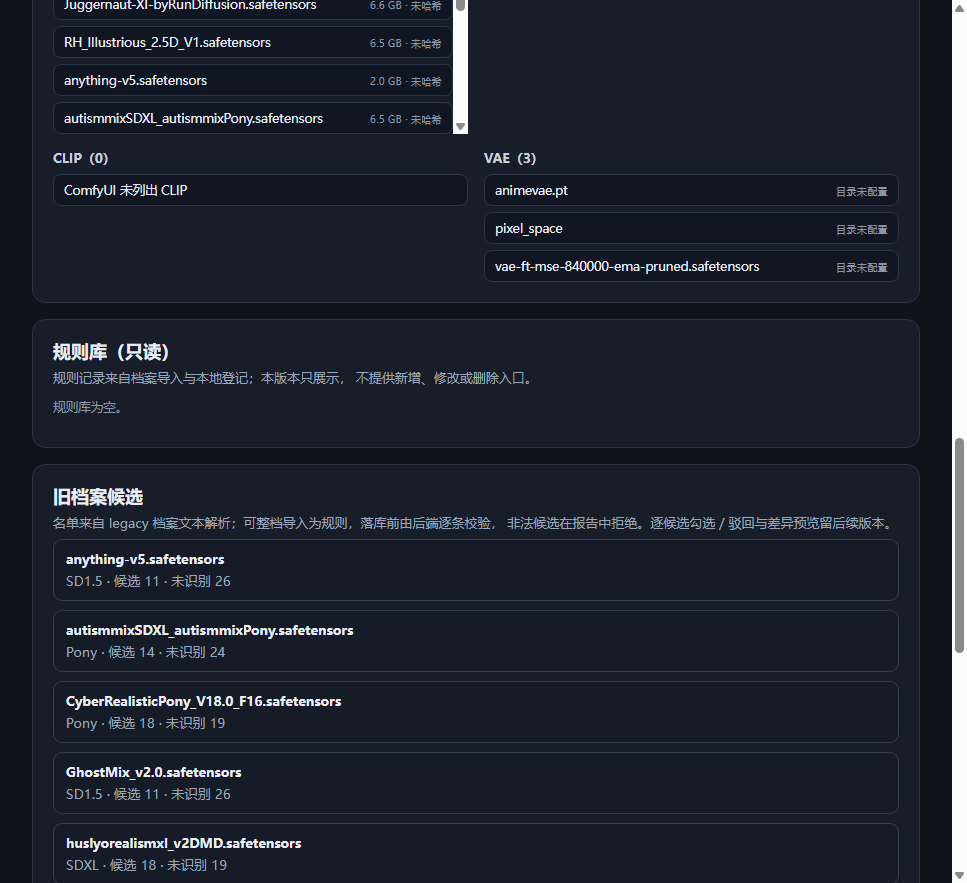 Juggernaut-XI-byRunDiffusion.safetensors 6.6 GB · 未哈希
RH_Illustrious_2.5D_V1.safetensors 6.5 GB · 未哈希
anything-v5.safetensors 2.0 GB · 未哈希
autismmixSDXL_autismmixPony.safetensors 6.5 GB · 未哈希
CLIP（0）
ComfyUI 未列出 CLIP
VAE（3）
animevae.pt 目录未配置
pixel_space 目录未配置
vae-ft-mse-840000-ema-pruned.safetensors 目录未配置
规则库（只读）
规则记录来自档案导入与本地登记；本版本只展示， 不提供新增、修改或删除入口。
规则库为空。
旧档案候选
名单来自 legacy 档案文本解析；可整档导入为规则，落库前由后端逐条校验， 非法候选在报告中拒绝。逐候选勾选 / 驳回与差异预览留后续版本。
anything-v5.safetensors
SD1.5 · 候选 11 · 未识别 26
autismmixSDXL_autismmixPony.safetensors
Pony · 候选 14 · 未识别 24
CyberRealisticPony_V18.0_F16.safetensors
Pony · 候选 18 · 未识别 19
GhostMix_v2.0.safetensors
SD1.5 · 候选 11 · 未识别 26
huslyorealismxl_v2DMD.safetensors
SDXL · 候选 18 · 未识别 19